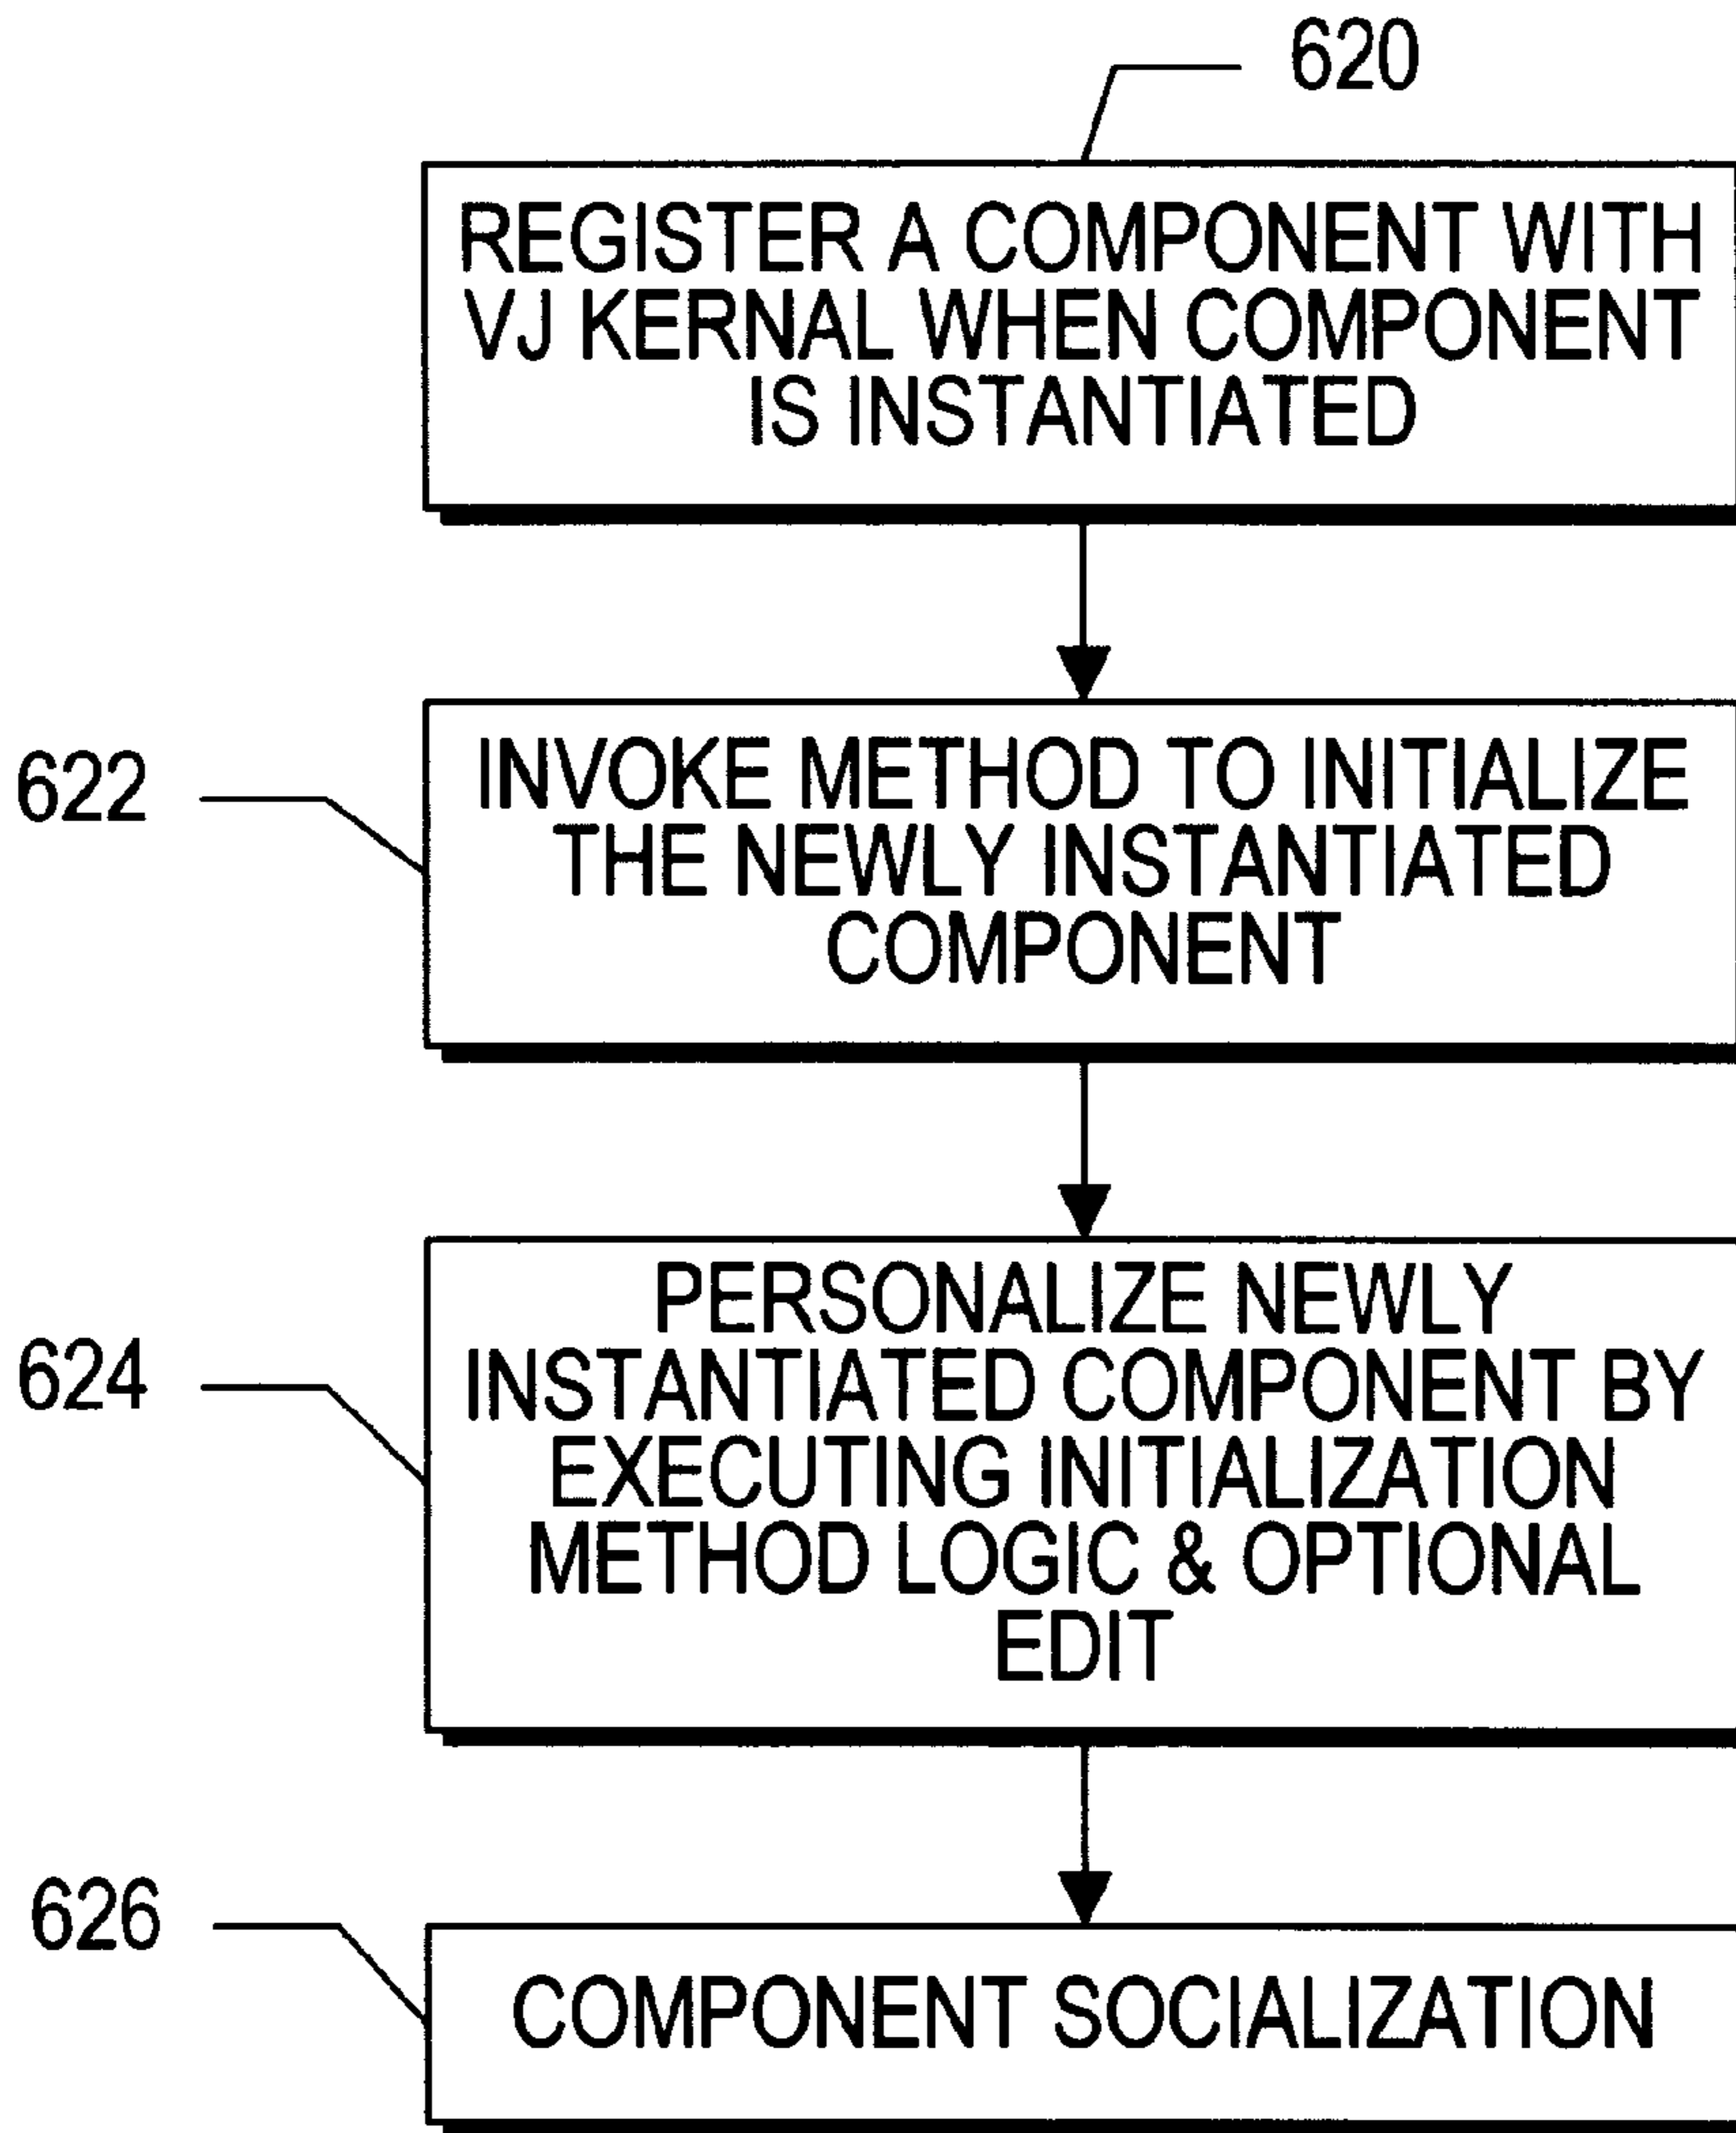 620
REGISTER A COMPONENT WITH
VJ KERNAL WHEN COMPONENT
IS INSTANTIATED
622
INVOKE METHOD TO INITIALIZE
THE NEWLY INSTANTIATED
COMPONENT
624
PERSONALIZE NEWLY
INSTANTIATED COMPONENT BY
EXECUTING INITIALIZATION
METHOD LOGIC & OPTIONAL
EDIT
626
COMPONENT SOCIALIZATION